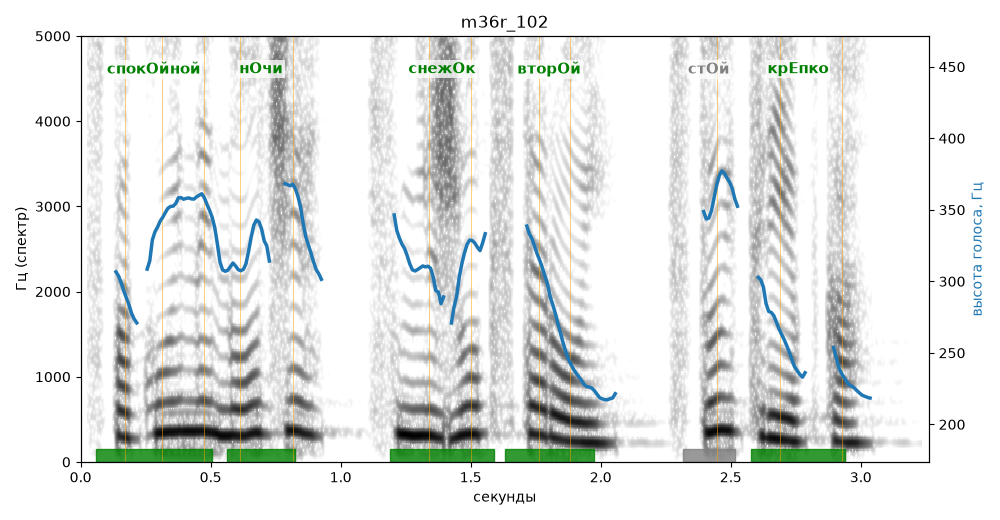 m36r_102
5000
4000
3000
2000
1000
0
Гц (спектр)
спокОйной нОчи снежОк вторОй стОй крЕпко
450
400
350
300
250
200
высота голоса, Гц
0.0 0.5 1.0 1.5 2.0 2.5 3.0
секунды